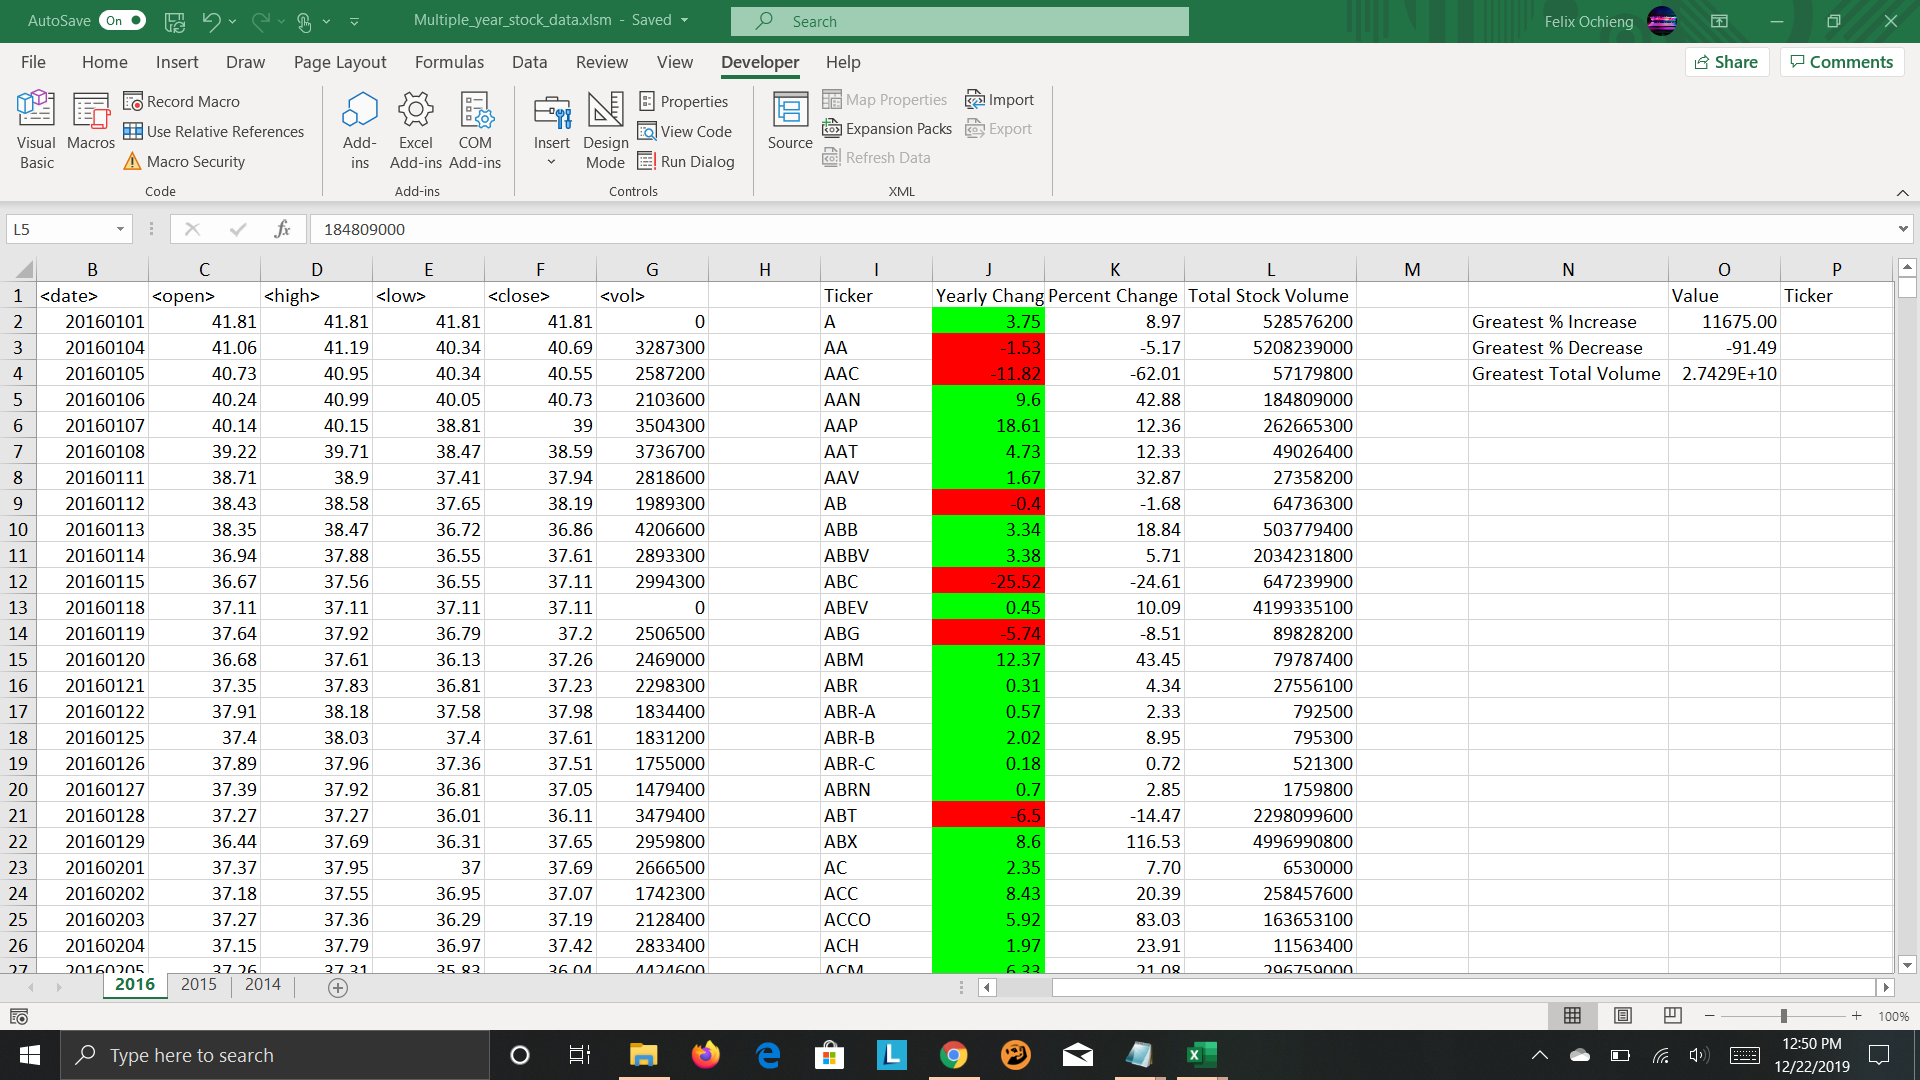 AutoSave On Multiple_year_stock_data.xlsm - Saved Search Felix Ochieng
File Home Insert Draw Page Layout Formulas Data Review View Developer Help Share Comments
Visual Basic Macros Record Macro Use Relative References Macro Security Code
Add-ins Excel Add-ins COM Add-ins Add-ins
Insert Design Mode Properties View Code Run Dialog Controls
Source Map Properties Expansion Packs Refresh Data Import Export XML
L5 fx 184809000
B C D E F G H I J K L M N O P
1 <date> <open> <high> <low> <close> <vol> Ticker Yearly Chang Percent Change Total Stock Volume Value Ticker
2 20160101 41.81 41.81 41.81 41.81 0 A 3.75 8.97 528576200 Greatest % Increase 11675.00
3 20160104 41.06 41.19 40.34 40.69 3287300 AA -1.53 -5.17 5208239000 Greatest % Decrease -91.49
4 20160105 40.73 40.95 40.34 40.55 2587200 AAC -11.82 -62.01 57179800 Greatest Total Volume 2.7429E+10
5 20160106 40.24 40.99 40.05 40.73 2103600 AAN 9.6 42.88 184809000
6 20160107 40.14 40.15 38.81 39 3504300 AAP 18.61 12.36 262665300
7 20160108 39.22 39.71 38.47 38.59 3736700 AAT 4.73 12.33 49026400
8 20160111 38.71 38.9 37.41 37.94 2818600 AAV 1.67 32.87 27358200
9 20160112 38.43 38.58 37.65 38.19 1989300 AB -0.4 -1.68 64736300
10 20160113 38.35 38.47 36.72 36.86 4206600 ABB 3.34 18.84 503779400
11 20160114 36.94 37.88 36.55 37.61 2893300 ABBV 3.38 5.71 2034231800
12 20160115 36.67 37.56 36.55 37.11 2994300 ABC -25.52 -24.61 647239900
13 20160118 37.11 37.11 37.11 37.11 0 ABEV 0.45 10.09 4199335100
14 20160119 37.64 37.92 36.79 37.2 2506500 ABG -5.74 -8.51 89828200
15 20160120 36.68 37.61 36.13 37.26 2469000 ABM 12.37 43.45 79787400
16 20160121 37.35 37.83 36.81 37.23 2298300 ABR 0.31 4.34 27556100
17 20160122 37.91 38.18 37.58 37.98 1834400 ABR-A 0.57 2.33 792500
18 20160125 37.4 38.03 37.4 37.61 1831200 ABR-B 2.02 8.95 795300
19 20160126 37.89 37.96 37.36 37.51 1755000 ABR-C 0.18 0.72 521300
20 20160127 37.39 37.92 36.81 37.05 1479400 ABRN 0.7 2.85 1759800
21 20160128 37.27 37.27 36.01 36.11 3479400 ABT -6.5 -14.47 2298099600
22 20160129 36.44 37.69 36.31 37.65 2959800 ABX 8.6 116.53 4996990800
23 20160201 37.37 37.95 37 37.69 2666500 AC 2.35 7.70 6530000
24 20160202 37.18 37.55 36.95 37.07 1742300 ACC 8.43 20.39 258457600
25 20160203 37.27 37.36 36.29 37.19 2128400 ACCO 5.92 83.03 163653100
26 20160204 37.15 37.79 36.97 37.42 2833400 ACH 1.97 23.91 11563400
27 20160205 37.26 37.31 35.83 36.04 4424600 ACM 6.33 21.08 296759000
2016 2015 2014
100%
Type here to search 12:50 PM
12/22/2019